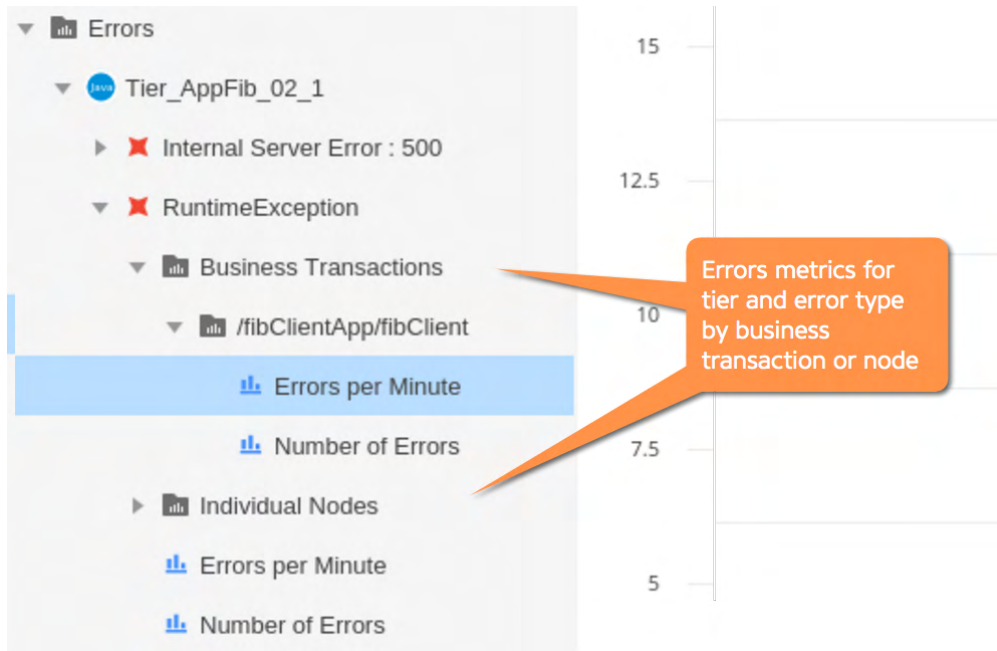 Errors
15
Java
Tier_AppFib_02_1
Internal Server Error : 500
12.5
RuntimeException
Business Transactions
Errors metrics for
tier and error type
by business
transaction or node
/fibClientApp/fibClient
10
Errors per Minute
Number of Errors
7.5
Individual Nodes
Errors per Minute
5
Number of Errors